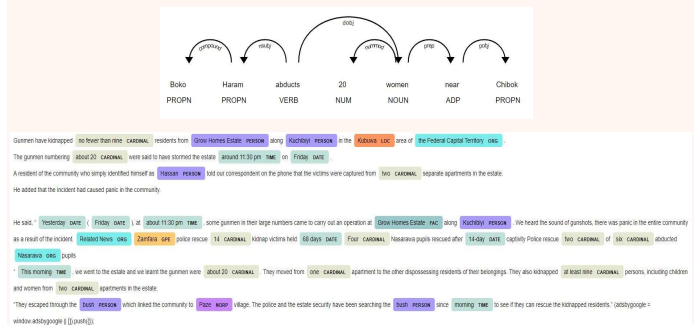 dobj
compound nsubj nummod prep pobj
Boko Haram abducts 20 women near Chibok
PROPN PROPN VERB NUM NOUN ADP PROPN
Gunmen have kidnapped no fewer than nine CARDINAL residents from Grow Homes Estate PERSON along Kuchibiyi PERSON in the Kubuwa LOC area of the Federal Capital Territory ORG .
The gunmen numbering about 20 CARDINAL were said to have stormed the estate around 11:30 pm TIME on Friday DATE .
A resident of the community who simply identified himself as Hassan PERSON told our correspondent on the phone that the victims were captured from two CARDINAL separate apartments in the estate.
He added that the incident had caused panic in the community.
He said, " Yesterday DATE ( Friday DATE ), at about 11:30 pm TIME , some gunmen in their large numbers came to carry out an operation at Grow Homes Estate FAC along Kuchibiyi PERSON . We heard the sound of gunshots, there was panic in the entire community
as a result of the incident. Related News ORG Zamfara GPE police rescue 14 CARDINAL kidnap victims held 68 days DATE Four CARDINAL Nasarawa pupils rescued after 14-day DATE captivity Police rescue two CARDINAL of six CARDINAL abducted
Nasarawa ORG pupils
" This morning TIME , we went to the estate and we learnt the gunmen were about 20 CARDINAL . They moved from one CARDINAL apartment to the other dispossessing residents of their belongings. They also kidnapped at least nine CARDINAL persons, including children
and women from two CARDINAL apartments in the estate.
"They escaped through the bush PERSON which linked the community to Paze NORP village. The police and the estate security have been searching the bush PERSON since morning TIME to see if they can rescue the kidnapped residents." (adsbygoogle =
window.adsbygoogle || []).push({});